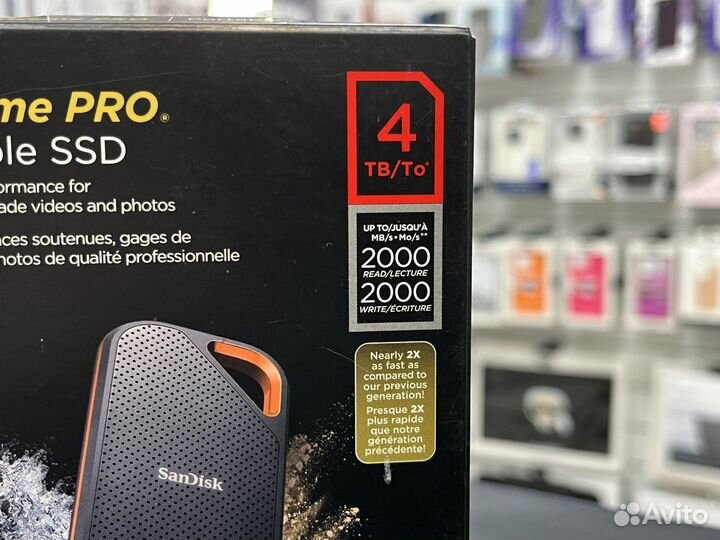 me PRO®
ble SSD
ormance for
ade videos and photos
nces soutenues, gages de
hotos de qualité professionnelle
4
TB/To*
UP TO/JUSQU'À
MB/s • Mo/s**
2000
READ/LECTURE
2000
WRITE/ÉCRITURE
Nearly 2X
as fast as
compared to
our previous
generation!
Presque 2X
plus rapide
que notre
génération
précédente!
SanDisk
Avito